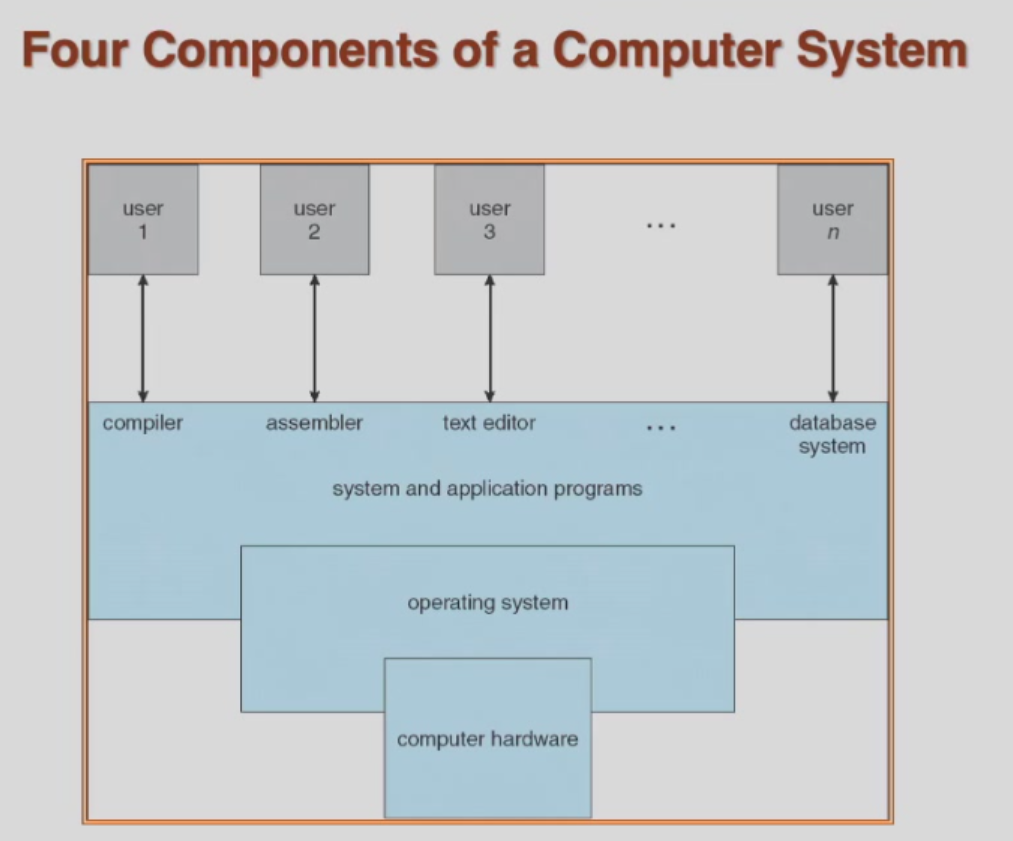 Four Components of a Computer System
user
1
user
2
user
3
...
user
n
compiler
assembler
text editor
...
database
system
system and application programs
operating system
computer hardware